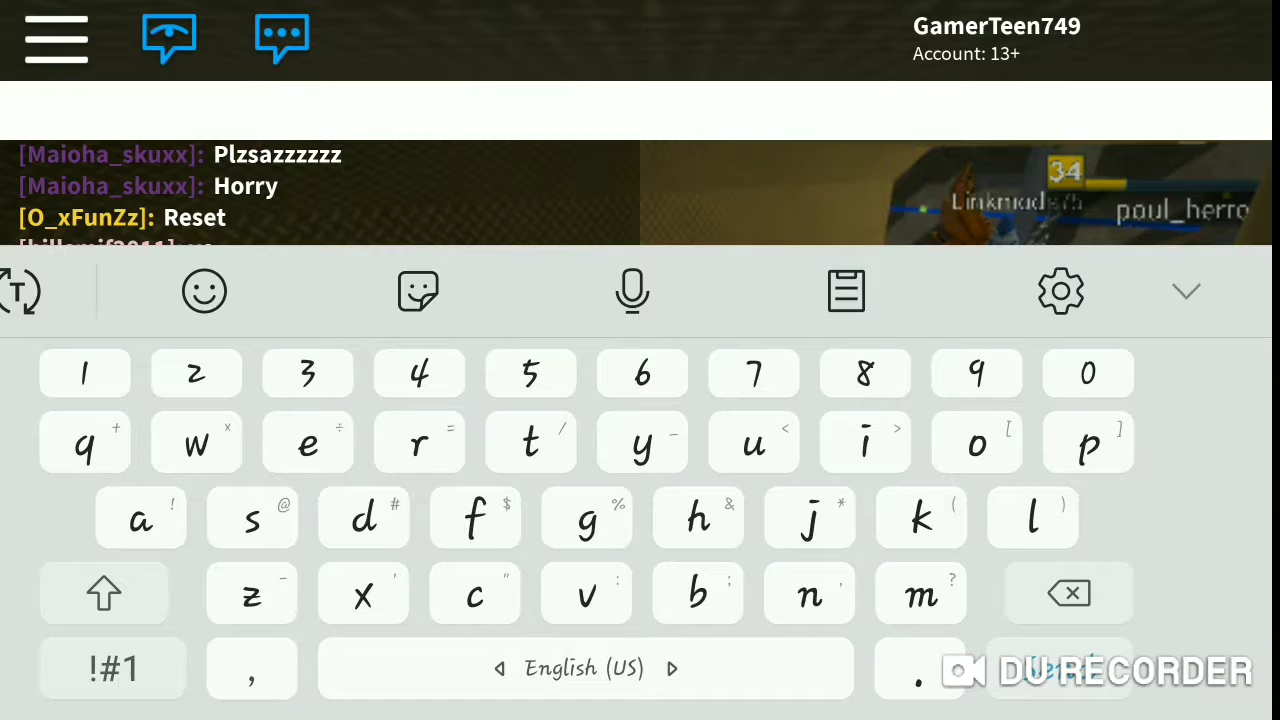 GamerTeen749
Account: 13+
[Maioha_skuxx]: Plzsazzzzzz
[Maioha_skuxx]: Horry
[O_xFunZz]: Reset
34
poul_herro
T
1 2 3 4 5 6 7 8 9 0
q + w x e ÷ r = t / y _ u < i > o [ p ]
a ! s @ d # f $ g % h & j * k ( l )
z - x ' c " v : b ; n , m ?
!#1 , English (US) .
DU RECORDER